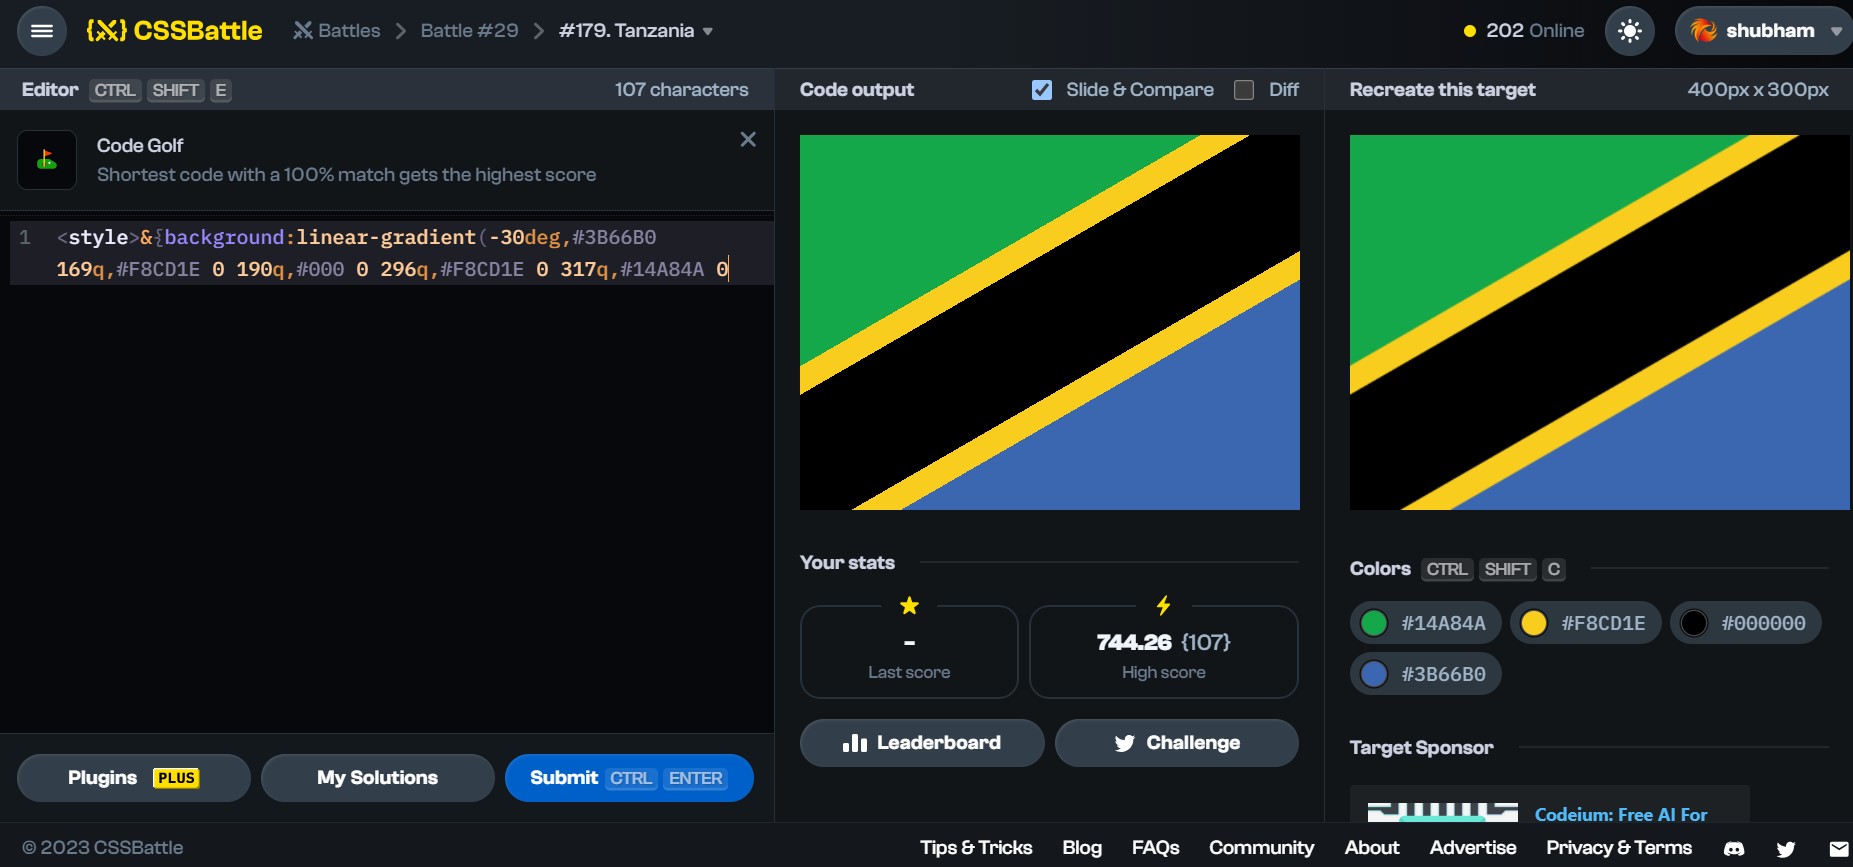 {X} CSSBattle Battles > Battle #29 > #179. Tanzania 202 Online shubham
Editor CTRL SHIFT E 107 characters
Code output Slide & Compare Diff
Recreate this target 400px x 300px
Code Golf
Shortest code with a 100% match gets the highest score
1 <style>&{background:linear-gradient(-30deg,#3B66B0
169q,#F8CD1E 0 190q,#000 0 296q,#F8CD1E 0 317q,#14A84A 0
Your stats
-
Last score
744.26 {107}
High score
Leaderboard Challenge
Colors CTRL SHIFT C
#14A84A #F8CD1E #000000
#3B66B0
Target Sponsor
Codeium: Free AI For
Plugins PLUS My Solutions Submit CTRL ENTER
© 2023 CSSBattle Tips & Tricks Blog FAQs Community About Advertise Privacy & Terms